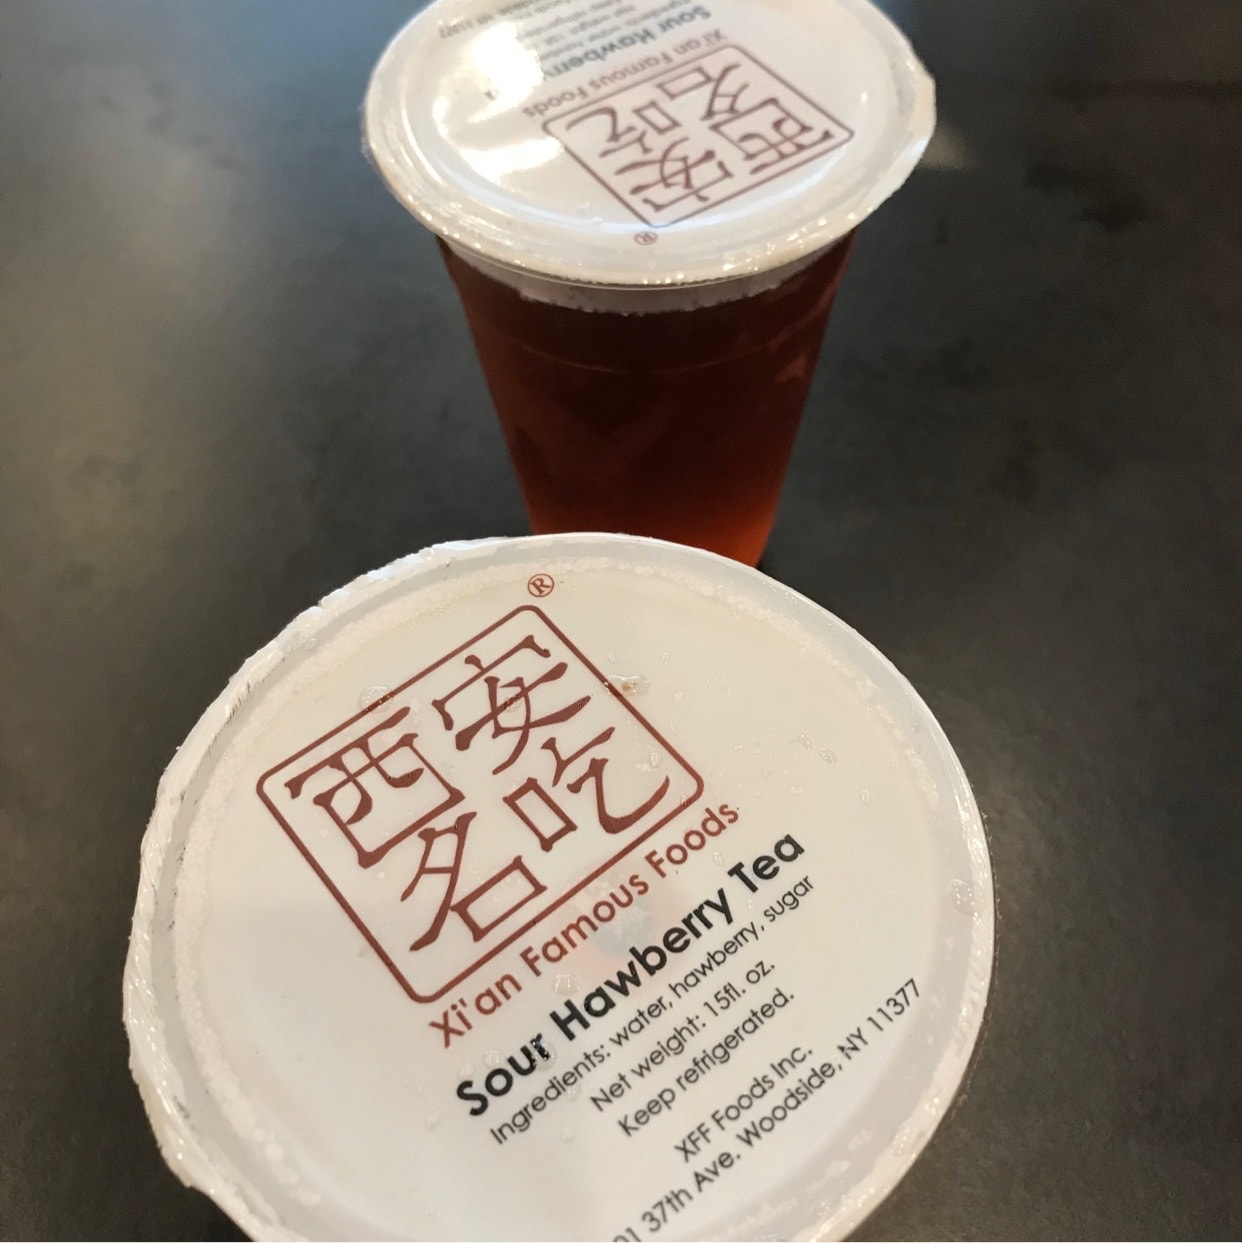 Sour Hawberry
Xi'an Famous Foods
西安
名吃
®
®
西安
名吃
Xi'an Famous Foods
Sour Hawberry Tea
Ingredients: water, hawberry, sugar
Net weight: 15fl. oz.
Keep refrigerated.
XFF Foods Inc.
37th Ave. Woodside, NY 11377